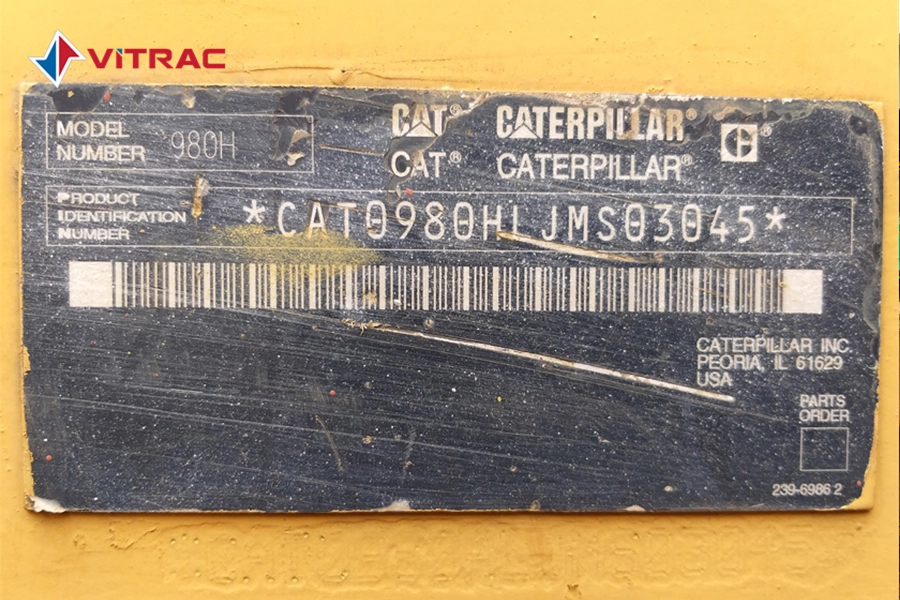 VITRAC
MODEL
NUMBER 980H
CAT® CATERPILLAR®
CAT® CATERPILLAR®
PRODUCT
IDENTIFICATION
NUMBER
*CAT0980HLJMS03045*
CATERPILLAR INC.
PEORIA, IL 61629
USA
PARTS
ORDER
239-6986 2